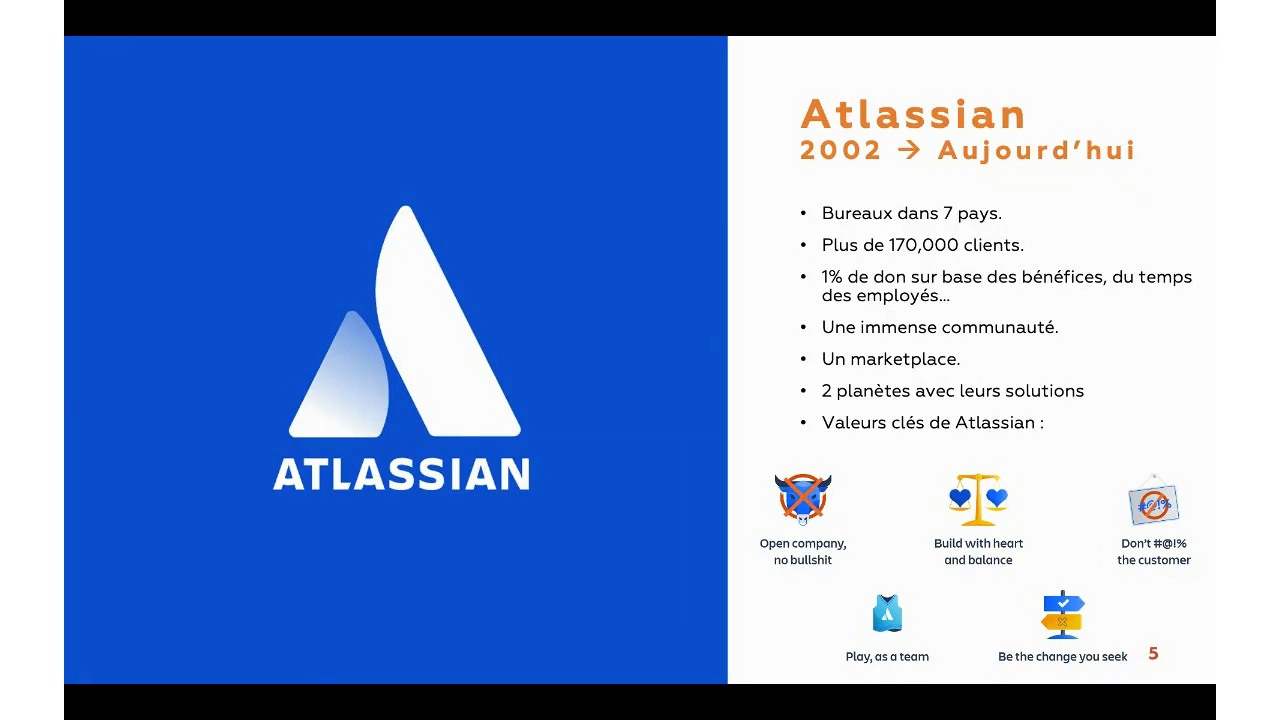 ATLASSIAN
Atlassian
2002 → Aujourd’hui
• Bureaux dans 7 pays.
• Plus de 170,000 clients.
• 1% de don sur base des bénéfices, du temps
des employés…
• Une immense communauté.
• Un marketplace.
• 2 planètes avec leurs solutions
• Valeurs clés de Atlassian :
#@!%
Open company,
no bullshit
Build with heart
and balance
Don’t #@!%
the customer
Play, as a team
Be the change you seek
5